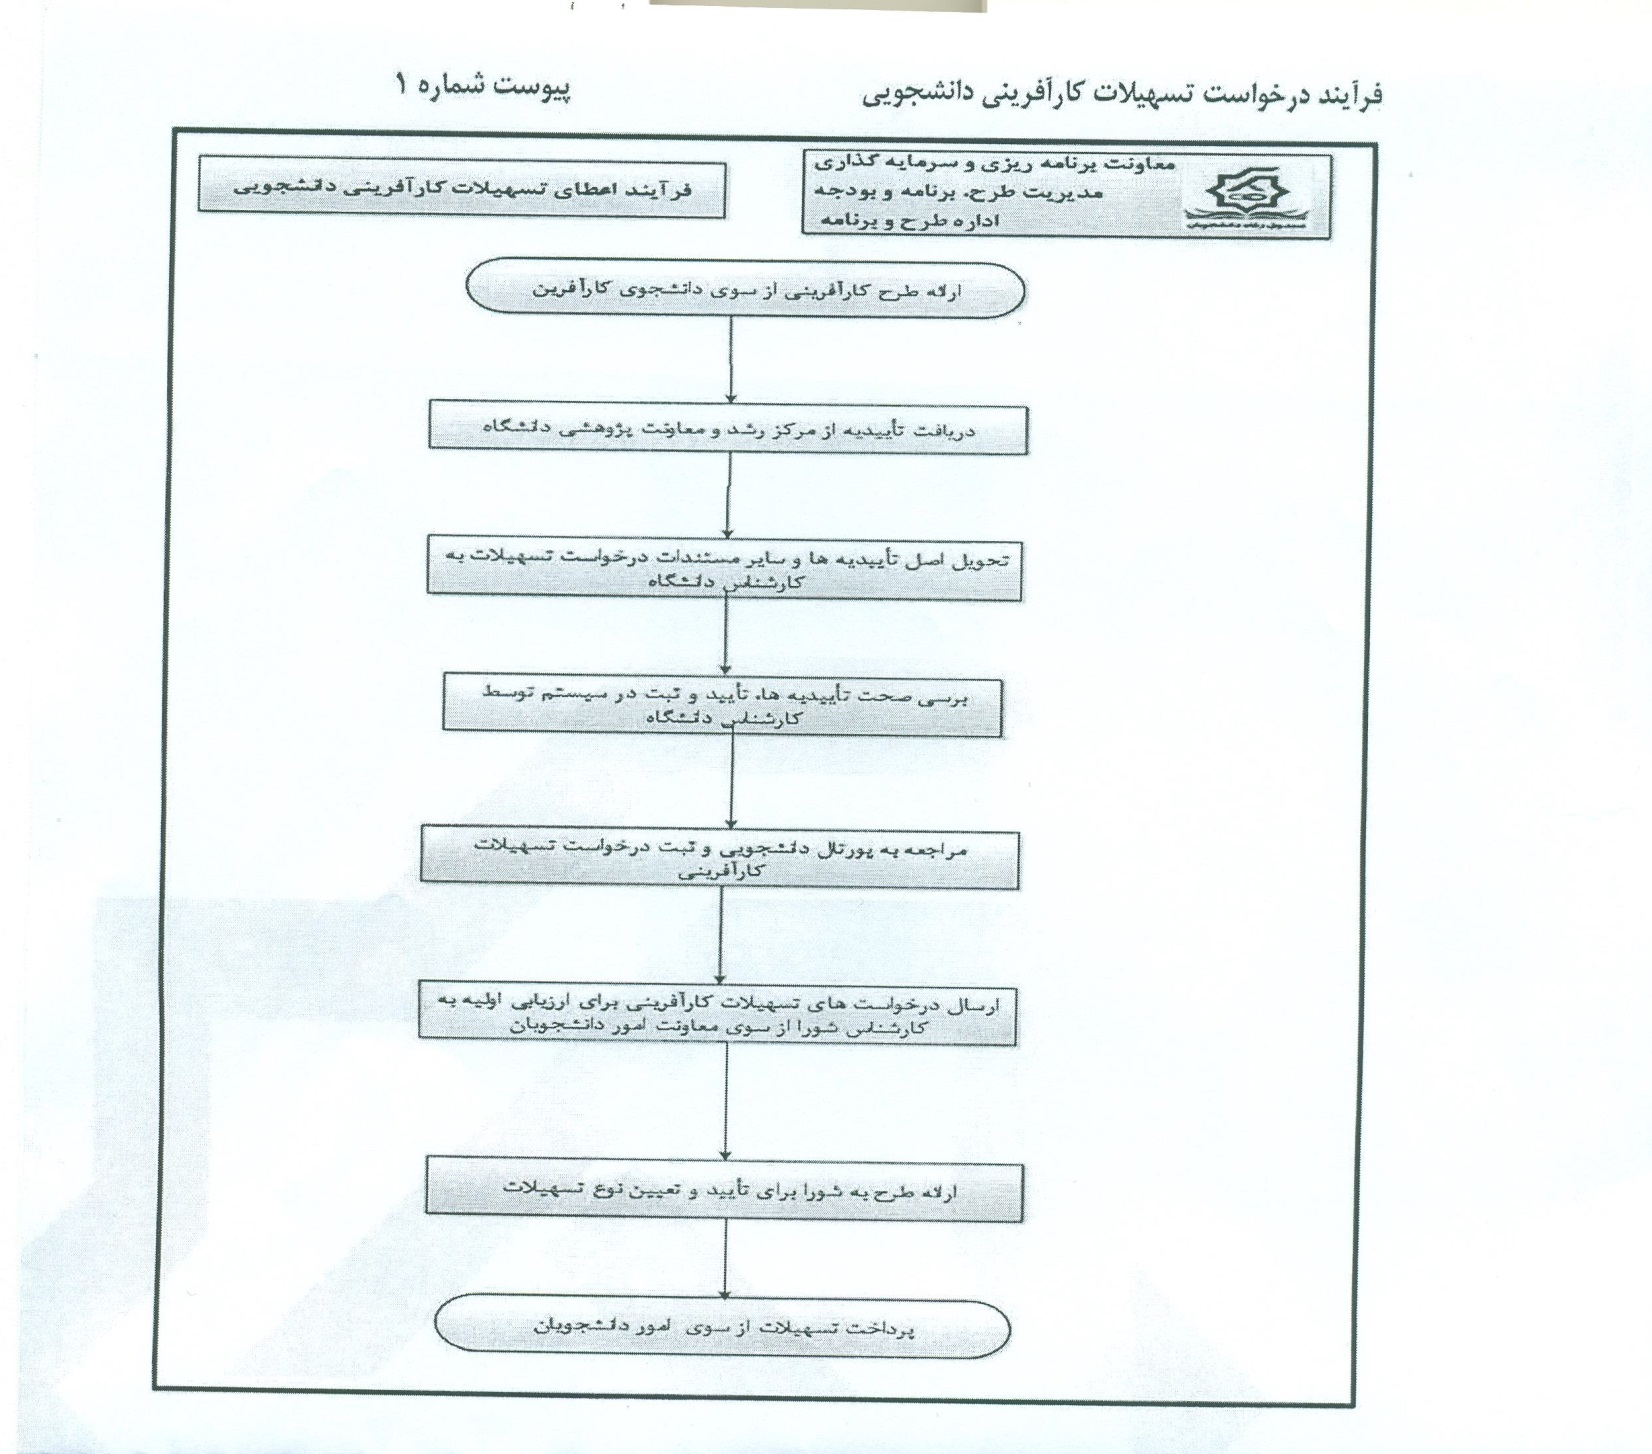 فرآیند درخواست تسهیلات کارآفرینی دانشجویی
پیوست شماره ۱
معاونت برنامه ریزی و سرمایه گذاری
مدیریت طرح، برنامه و بودجه
اداره طرح و برنامه
صندوق رفاه دانشجویان
فرآیند اعطای تسهیلات کارآفرینی دانشجویی
ارائه طرح کارآفرینی از سوی دانشجوی کارآفرین
دریافت تأییدیه از مرکز رشد و معاونت پژوهشی دانشگاه
تحویل اصل تأییدیه ها و سایر مستندات درخواست تسهیلات به
کارشناس دانشگاه
بررسی صحت تأییدیه ها، تأیید و ثبت در سیستم توسط
کارشناس دانشگاه
مراجعه به پورتال دانشجویی و ثبت درخواست تسهیلات
کارآفرینی
ارسال درخواست های تسهیلات کارآفرینی برای ارزیابی اولیه به
کارشناس شورا از سوی معاونت امور دانشجویان
ارائه طرح به شورا برای تأیید و تعیین نوع تسهیلات
پرداخت تسهیلات از سوی امور دانشجویان